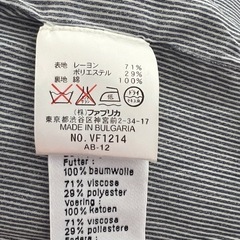 表地 レーヨン 71%
ポリエステル 29%
裏地 綿 100%
(株)ファブリカ
東京都渋谷区神宮前2-34-17
MADE IN BULGARIA
NO. VF1214
AB-12
Futter:
100% baumwolle
71% viscose
29% polyester
Voering:
100% katoen
71% viscose
29% polyester